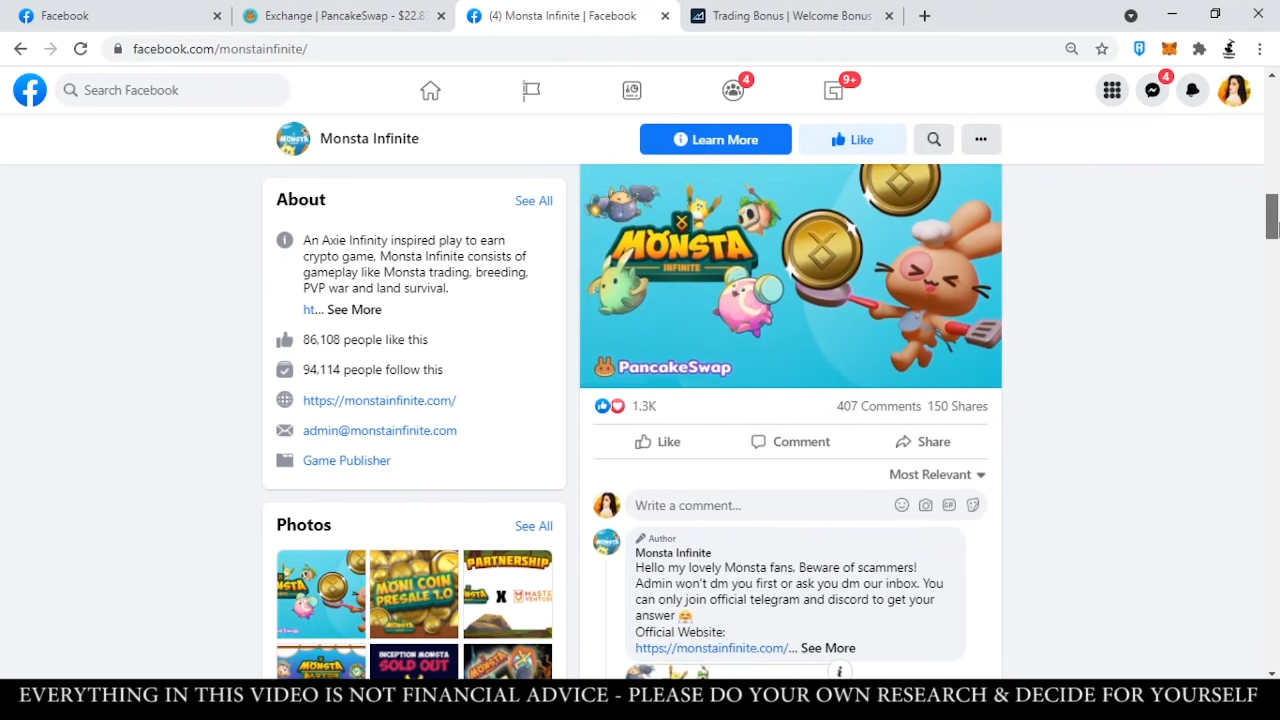 Facebook
Exchange | PancakeSwap - $22.8
(4) Monsta Infinite | Facebook
Trading Bonus | Welcome Bonus
facebook.com/monstainfinite/
Search Facebook
4
9+
4
Monsta Infinite
Learn More
Like
About
See All
An Axie Infinity inspired play to earn
crypto game, Monsta Infinite consists of
gameplay like Monsta trading, breeding,
PVP war and land survival.
ht... See More
86,108 people like this
94,114 people follow this
https://monstainfinite.com/
admin@monstainfinite.com
Game Publisher
Photos
See All
MONI COIN
PRESALE 1.0
PARTNERSHIP
X
INCEPTION MONSTA
SOLD OUT
MONSTA
INFINITE
PancakeSwap
1.3K
407 Comments 150 Shares
Like
Comment
Share
Most Relevant
Write a comment...
GIF
Author
Monsta Infinite
Hello my lovely Monsta fans, Beware of scammers!
Admin won't dm you first or ask you dm our inbox. You
can only join official telegram and discord to get your
answer 🤗
Official Website:
https://monstainfinite.com/... See More
EVERYTHING IN THIS VIDEO IS NOT FINANCIAL ADVICE - PLEASE DO YOUR OWN RESEARCH & DECIDE FOR YOURSELF